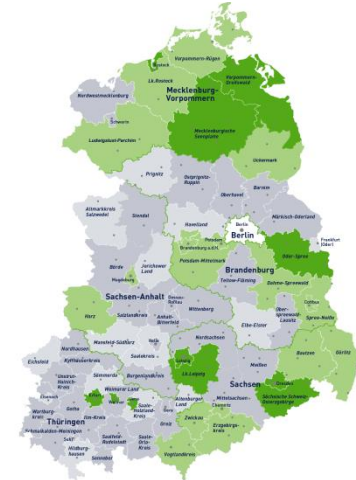 Vorpommern-Rügen
Rostock
Lk.Rostock
Vorpommern-
Greifswald
Mecklenburg-
Vorpommern
Nordwestmecklenburg
Schwerin
Mecklenburgische
Seenplatte
Ludwigslust-Parchim
Uckermark
Prignitz
Ostprignitz-
Ruppin
Oberhavel
Barnim
Altmarkkreis
Salzwedel
Stendal
Havelland
Märkisch-Oderland
Berlin
Berlin
Potsdam
Brandenburg a.d.H.
Frankfurt
(Oder)
Börde
Jerichower
Land
Potsdam-Mittelmark
Oder-Spree
Magdeburg
Brandenburg
Teltow-Fläming
Dahme-Spreewald
Sachsen-Anhalt
Dessau-
Roßlau
Harz
Salzlandkreis
Anhalt-
Bitterfeld
Wittenberg
Cottbus
Ober-
spreewald-
Lausitz
Spree-Neiße
Elbe-Elster
Mansfeld-Südharz
Halle
Nordsachsen
Nordhausen
Saalekreis
Eichsfeld
Kyffhäuserkreis
Leipzig
Lk.Leipzig
Meißen
Bautzen
Görlitz
Unstrut-
Hainich-
Kreis
Sömmerda
Burgenlandkreis
Sachsen
Dresden
Eisenach
Erfurt
Weimarer Land
Weimar
Jena
Saale-
Holzland-
Kreis
Gera
Altenburger
Land
Mittelsachsen
Sächsische Schweiz-
Osterzgebirge
Chemnitz
Wartburg-
kreis
Gotha
Ilm-Kreis
Greiz
Zwickau
Erzgebirgs-
kreis
Thüringen
Schmalkalden-Meiningen
Suhl
Saalfeld-
Rudolstadt
Saale-
Orla-
Kreis
Vogtlandkreis
Hildburg-
hausen
Sonneberg